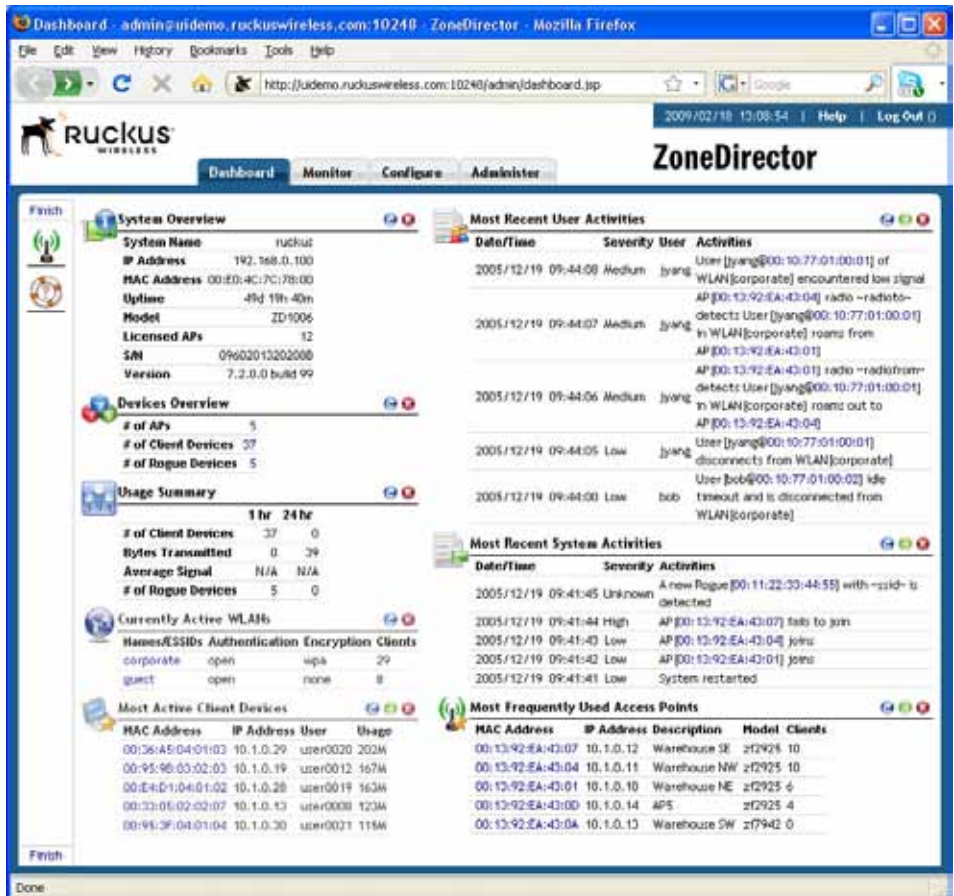 Dashboard - admin@uidemo.ruckuswireless.com:10248 - ZoneDirector - Mozilla Firefox
File Edit View History Bookmarks Tools Help
http://uidemo.ruckuswireless.com:10248/admin/dashboard.jsp
Google
2009/02/18 13:08:54 | Help | Log Out ()
RUCKUS
WIRELESS
ZoneDirector
Dashboard Monitor Configure Administer
Finish
System Overview
System Name ruckus
IP Address 192.168.0.100
MAC Address 00:E0:4C:7C:78:00
Uptime 49d 19h 40m
Model ZD1006
Licensed APs 12
S/N 09602013202008
Version 7.2.0.0 build 99
Devices Overview
# of APs 5
# of Client Devices 37
# of Rogue Devices 5
Usage Summary
1 hr 24 hr
# of Client Devices 37 0
Bytes Transmitted 0 39
Average Signal N/A N/A
# of Rogue Devices 5 0
Currently Active WLANs
Names/ESSIDs Authentication Encryption Clients
corporate open wpa 29
guest open none 8
Most Active Client Devices
MAC Address IP Address User Usage
00:36:A5:04:01:03 10.1.0.29 user0020 202M
00:95:98:03:02:03 10.1.0.19 user0012 167M
00:E4:D1:04:01:02 10.1.0.28 user0019 163M
00:33:05:02:02:07 10.1.0.13 user0008 123M
00:95:3F:04:01:04 10.1.0.30 user0021 115M
Finish
Most Recent User Activities
Date/Time Severity User Activities
2005/12/19 09:44:08 Medium jyang User [jyang@00:10:77:01:00:01] of
WLAN[corporate] encountered low signal
2005/12/19 09:44:07 Medium jyang AP[00:13:92:EA:43:04] radio ~radioto~
detects User [jyang@00:10:77:01:00:01]
in WLAN[corporate] roams from
AP[00:13:92:EA:43:01]
2005/12/19 09:44:06 Medium jyang AP[00:13:92:EA:43:01] radio ~radiofrom~
detects User [jyang@00:10:77:01:00:01]
in WLAN[corporate] roams out to
AP[00:13:92:EA:43:04]
2005/12/19 09:44:05 Low jyang User [jyang@00:10:77:01:00:01]
disconnects from WLAN[corporate]
2005/12/19 09:44:00 Low bob User [bob@00:10:77:01:00:02] idle
timeout and is disconnected from
WLAN[corporate]
Most Recent System Activities
Date/Time Severity Activities
2005/12/19 09:41:45 Unknown A new Rogue[00:11:22:33:44:55] with ~ssid~ is
detected
2005/12/19 09:41:44 High AP[00:13:92:EA:43:07] fails to join
2005/12/19 09:41:43 Low AP[00:13:92:EA:43:04] joins
2005/12/19 09:41:42 Low AP[00:13:92:EA:43:01] joins
2005/12/19 09:41:41 Low System restarted
Most Frequently Used Access Points
MAC Address IP Address Description Model Clients
00:13:92:EA:43:07 10.1.0.12 Warehouse SE zf2925 10
00:13:92:EA:43:04 10.1.0.11 Warehouse NW zf2925 10
00:13:92:EA:43:01 10.1.0.10 Warehouse NE zf2925 6
00:13:92:EA:43:0D 10.1.0.14 AP5 zf2925 4
00:13:92:EA:43:0A 10.1.0.13 Warehouse SW zf7942 0
Done